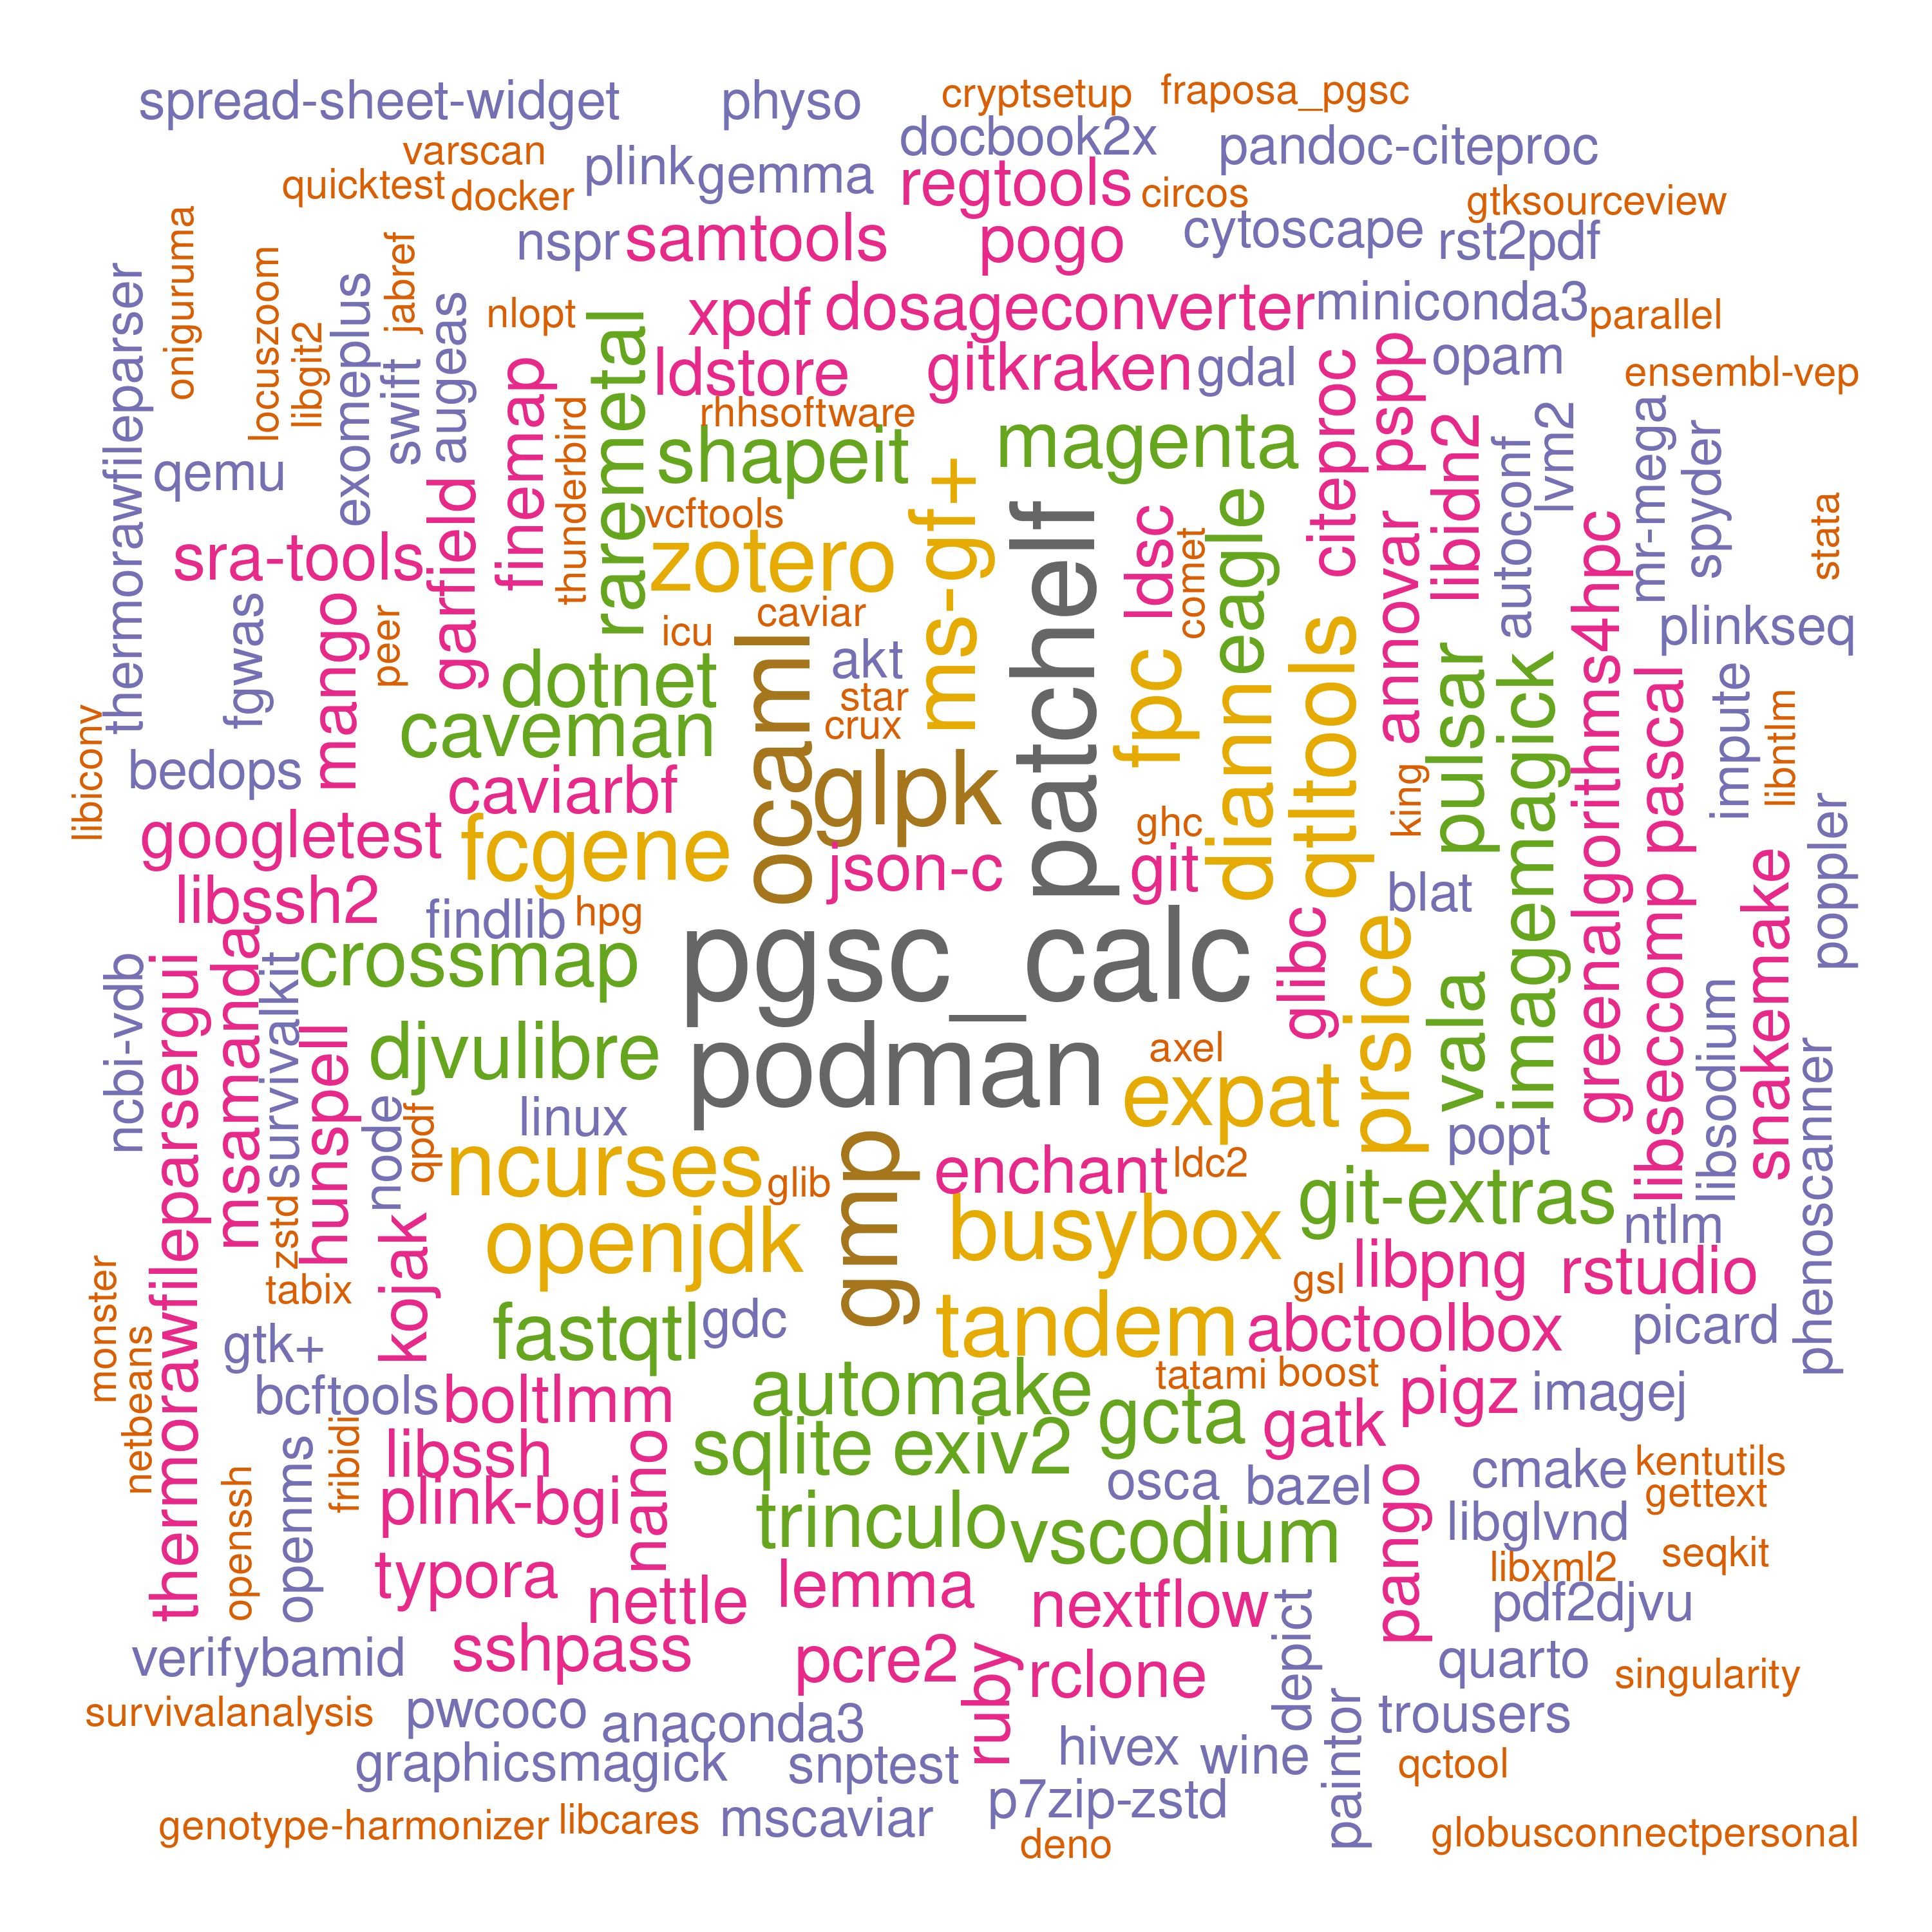 spread-sheet-widget
physo
cryptsetup
fraposa_pgsc
varscan
docbook2x
pandoc-citeproc
quicktest
docker
plink
gemma
regtools
circos
gtksourceview
nspr
samtools
pogo
cytoscape
rst2pdf
thermorawfileparser
oniguruma
locuszoom
libgit2
exomeplus
jabref
swift
augeas
nlopt
xpdf
dosageconverter
miniconda3
parallel
finemap
raremetal
ldstore
gitkraken
gdal
citeproc
pspp
opam
ensembl-vep
rhhsoftware
thunderbird
shapeit
magenta
libidn2
autoconf
lvm2
mr-mega
spyder
stata
qemu
garfield
vcftools
ms-gf+
patchelf
ldsc
comet
eagle
annovar
sra-tools
zotero
greenalgorithms4hpc
fgwas
mango
peer
icu
caviar
ocaml
akt
fpc
qtltools
plinkseq
dotnet
star
crux
diann
pulsar
imagemagick
pascal
impute
libntlm
libiconv
caveman
bedops
caviarbf
glpk
ghc
king
poppler
googletest
fcgene
json-c
git
blat
snakemake
libssh2
findlib
hpg
pgsc_calc
glibc
prsice
libseccomp
ncbi-vdb
thermorawfileparsergui
msamanda
survivalkit
crossmap
vala
libsodium
hunspell
djvulibre
podman
axel
expat
phenoscanner
node
qpdf
linux
popt
ncurses
glib
gmp
enchant
ldc2
git-extras
zstd
kojak
openjdk
busybox
ntlm
monster
tabix
gsl
libpng
rstudio
netbeans
gtk+
fastqtl
gdc
tandem
abctoolbox
picard
bcftools
boltlmm
automake
tatami
boost
gcta
gatk
pigz
imagej
openssh
openms
fribidi
libssh
nano
sqlite
exiv2
osca
bazel
pango
cmake
kentutils
gettext
plink-bgi
trinculo
vscodium
libglvnd
libxml2
seqkit
typora
nettle
lemma
nextflow
depict
pdf2djvu
verifybamid
sshpass
pcre2
ruby
rclone
quarto
singularity
survivalanalysis
pwcoco
anaconda3
hivex
wine
paintor
trousers
graphicsmagick
snptest
qctool
genotype-harmonizer
libcares
mscaviar
p7zip-zstd
deno
globusconnectpersonal